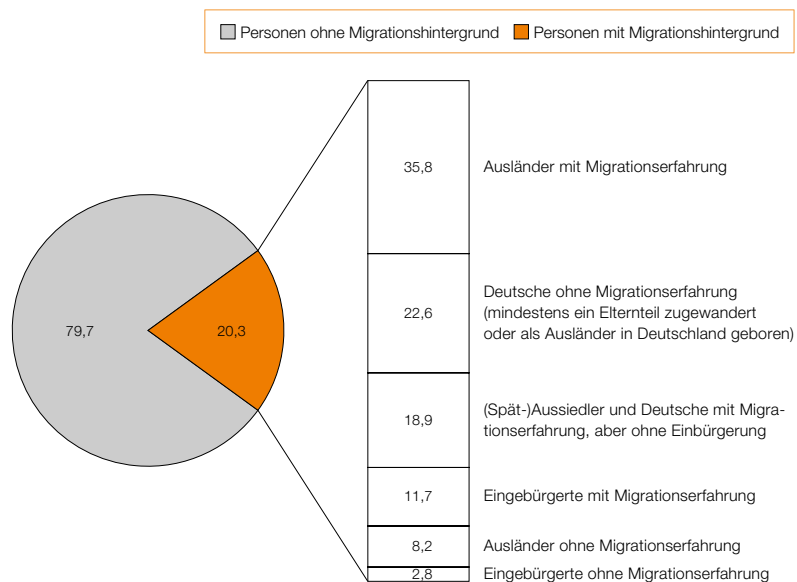 Personen ohne Migrationshintergrund Personen mit Migrationshintergrund
79,7
20,3
35,8
Ausländer mit Migrationserfahrung
22,6
Deutsche ohne Migrationserfahrung
(mindestens ein Elternteil zugewandert
oder als Ausländer in Deutschland geboren)
18,9
(Spät-)Aussiedler und Deutsche mit Migra-
tionserfahrung, aber ohne Einbürgerung
11,7
Eingebürgerte mit Migrationserfahrung
8,2
Ausländer ohne Migrationserfahrung
2,8
Eingebürgerte ohne Migrationserfahrung